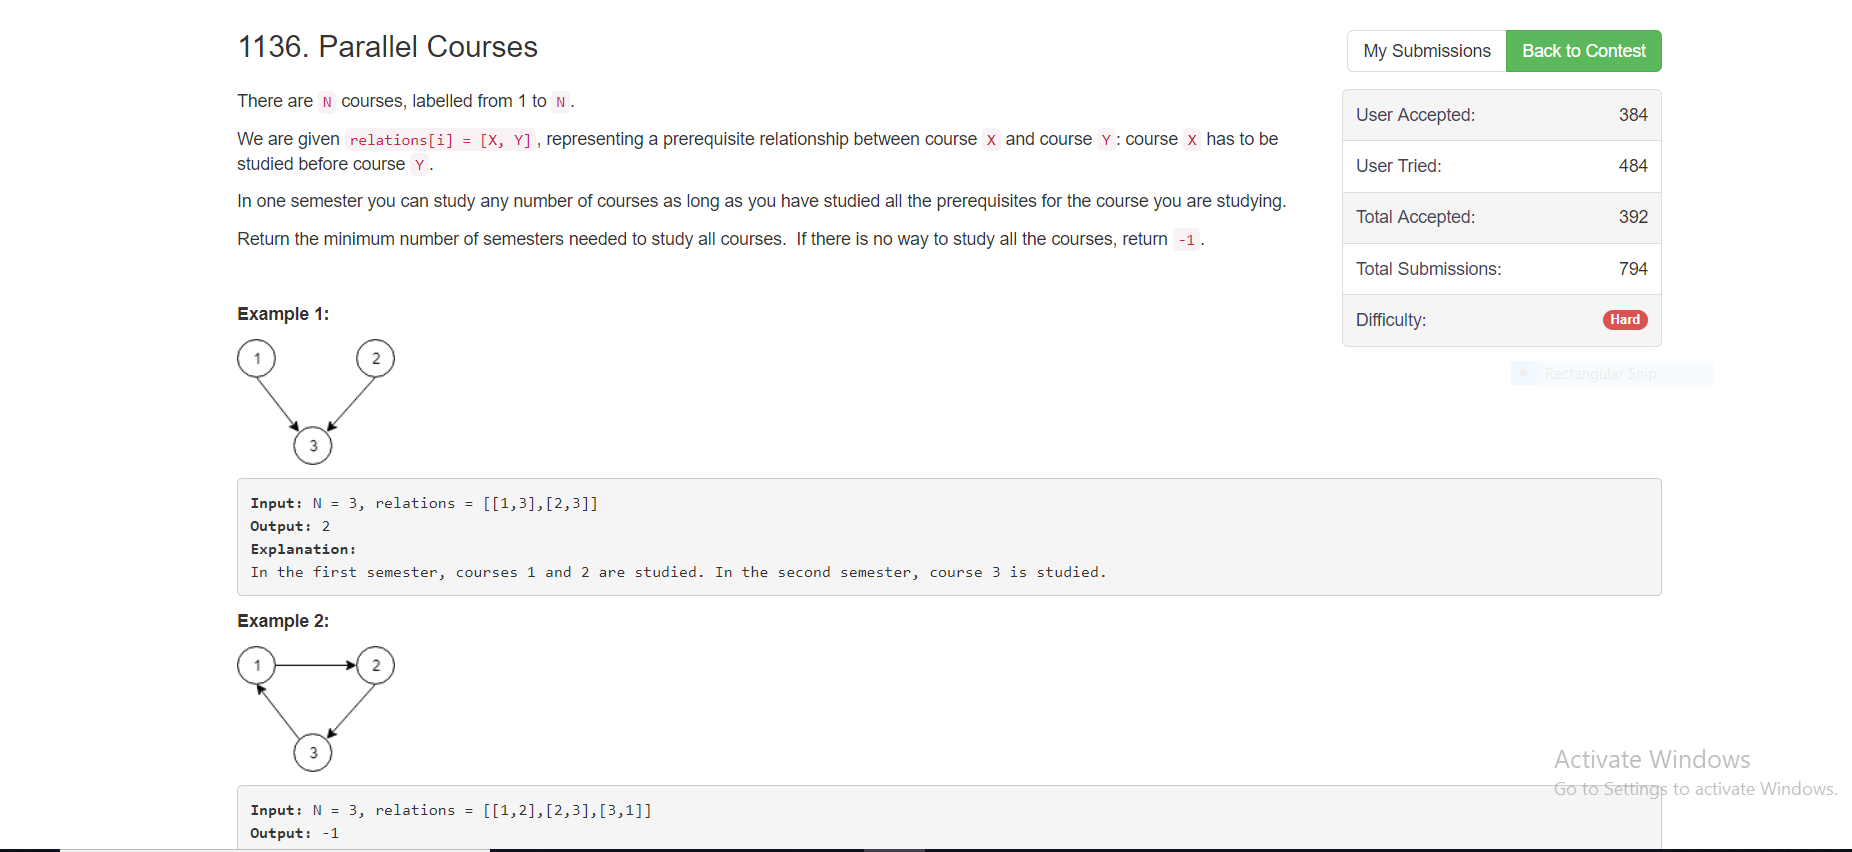 1136. Parallel Courses
My Submissions
Back to Contest
There are N courses, labelled from 1 to N.
We are given relations[i] = [X, Y], representing a prerequisite relationship between course X and course Y: course X has to be
studied before course Y.
In one semester you can study any number of courses as long as you have studied all the prerequisites for the course you are studying.
Return the minimum number of semesters needed to study all courses. If there is no way to study all the courses, return -1.
User Accepted: 384
User Tried: 484
Total Accepted: 392
Total Submissions: 794
Difficulty: Hard
Rectangular Snip
Example 1:
1 2
3
Input: N = 3, relations = [[1,3],[2,3]]
Output: 2
Explanation:
In the first semester, courses 1 and 2 are studied. In the second semester, course 3 is studied.
Example 2:
1 2
3
Input: N = 3, relations = [[1,2],[2,3],[3,1]]
Output: -1
Activate Windows
Go to Settings to activate Windows.